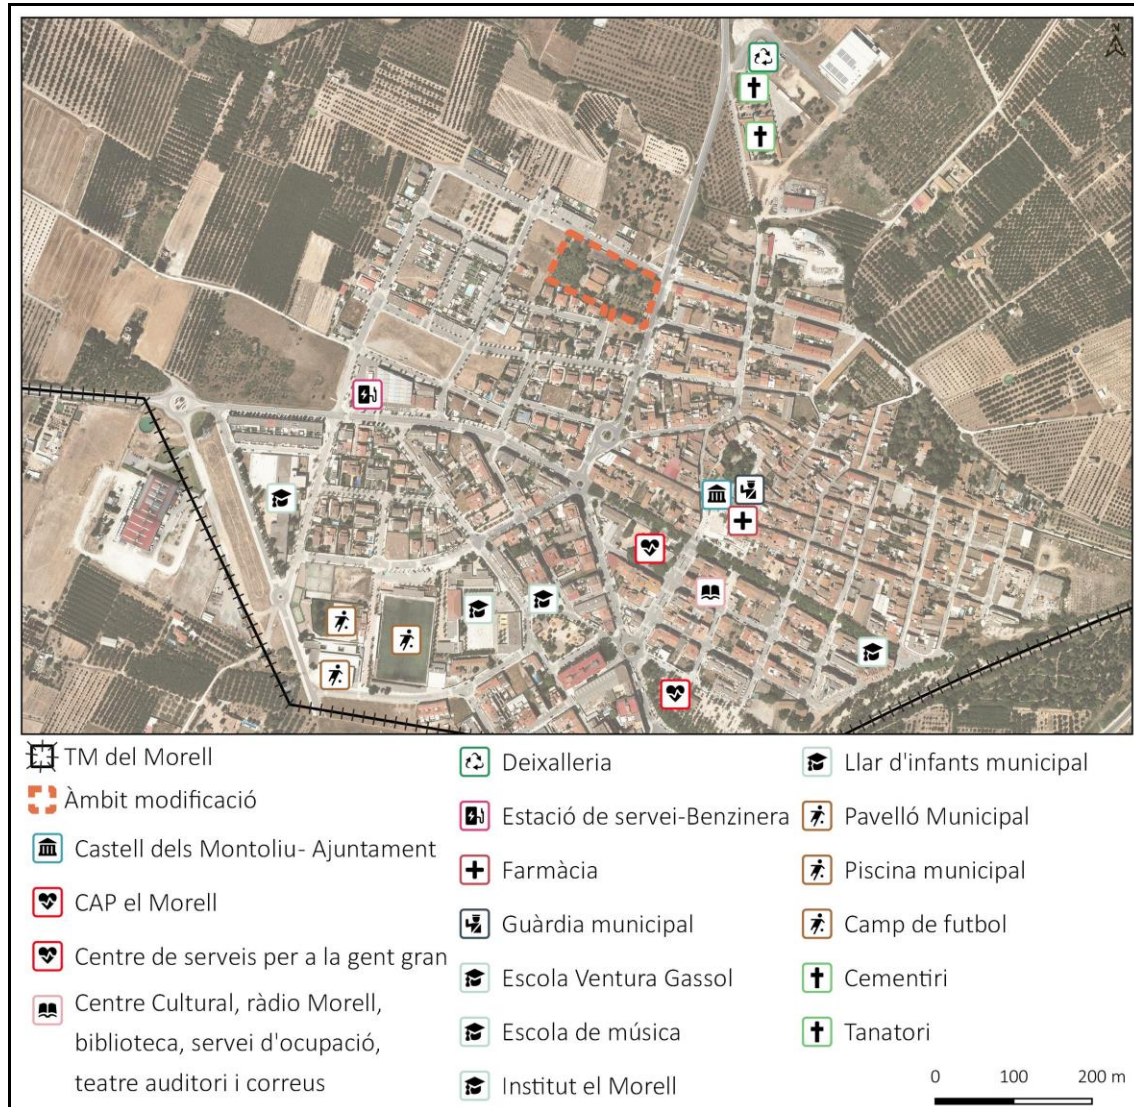 N
TM del Morell
Àmbit modificació
Castell dels Montoliu- Ajuntament
CAP el Morell
Centre de serveis per a la gent gran
Centre Cultural, ràdio Morell,
biblioteca, servei d'ocupació,
teatre auditori i correus
Deixalleria
Estació de servei-Benzinera
Farmàcia
Guàrdia municipal
Escola Ventura Gassol
Escola de música
Institut el Morell
Llar d'infants municipal
Pavelló Municipal
Piscina municipal
Camp de futbol
Cementiri
Tanatori
0 100 200 m